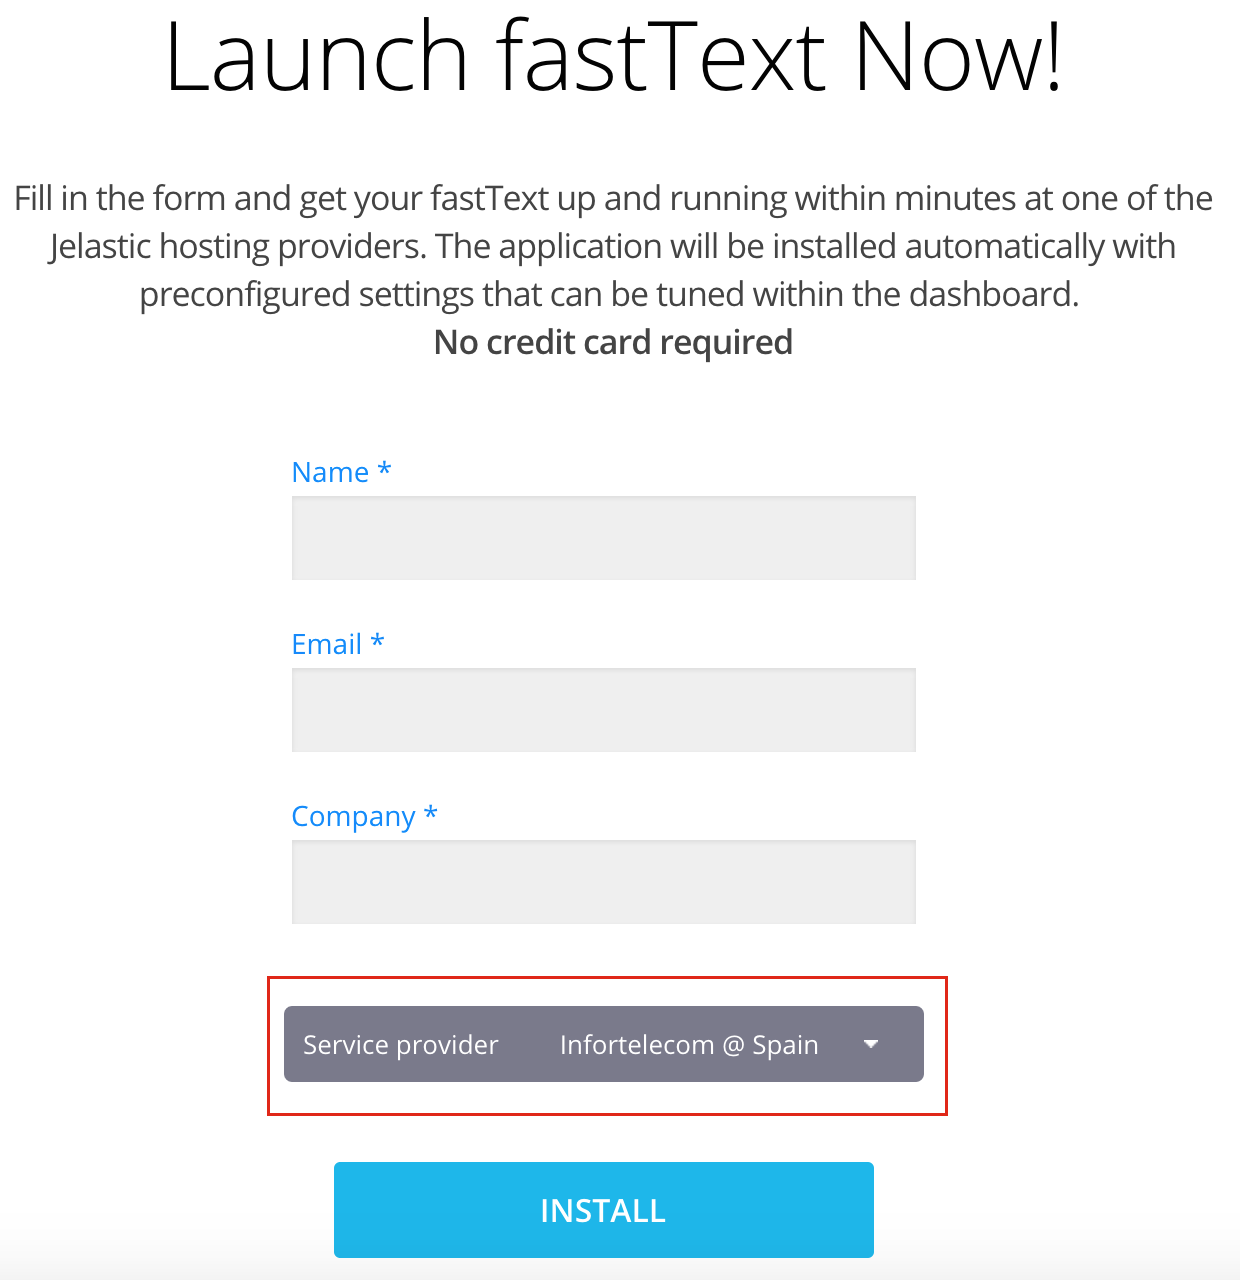 Launch fastText Now!
Fill in the form and get your fastText up and running within minutes at one of the
Jelastic hosting providers. The application will be installed automatically with
preconfigured settings that can be tuned within the dashboard.
No credit card required
Name *
Email *
Company *
Service provider Infortelecom @ Spain
INSTALL